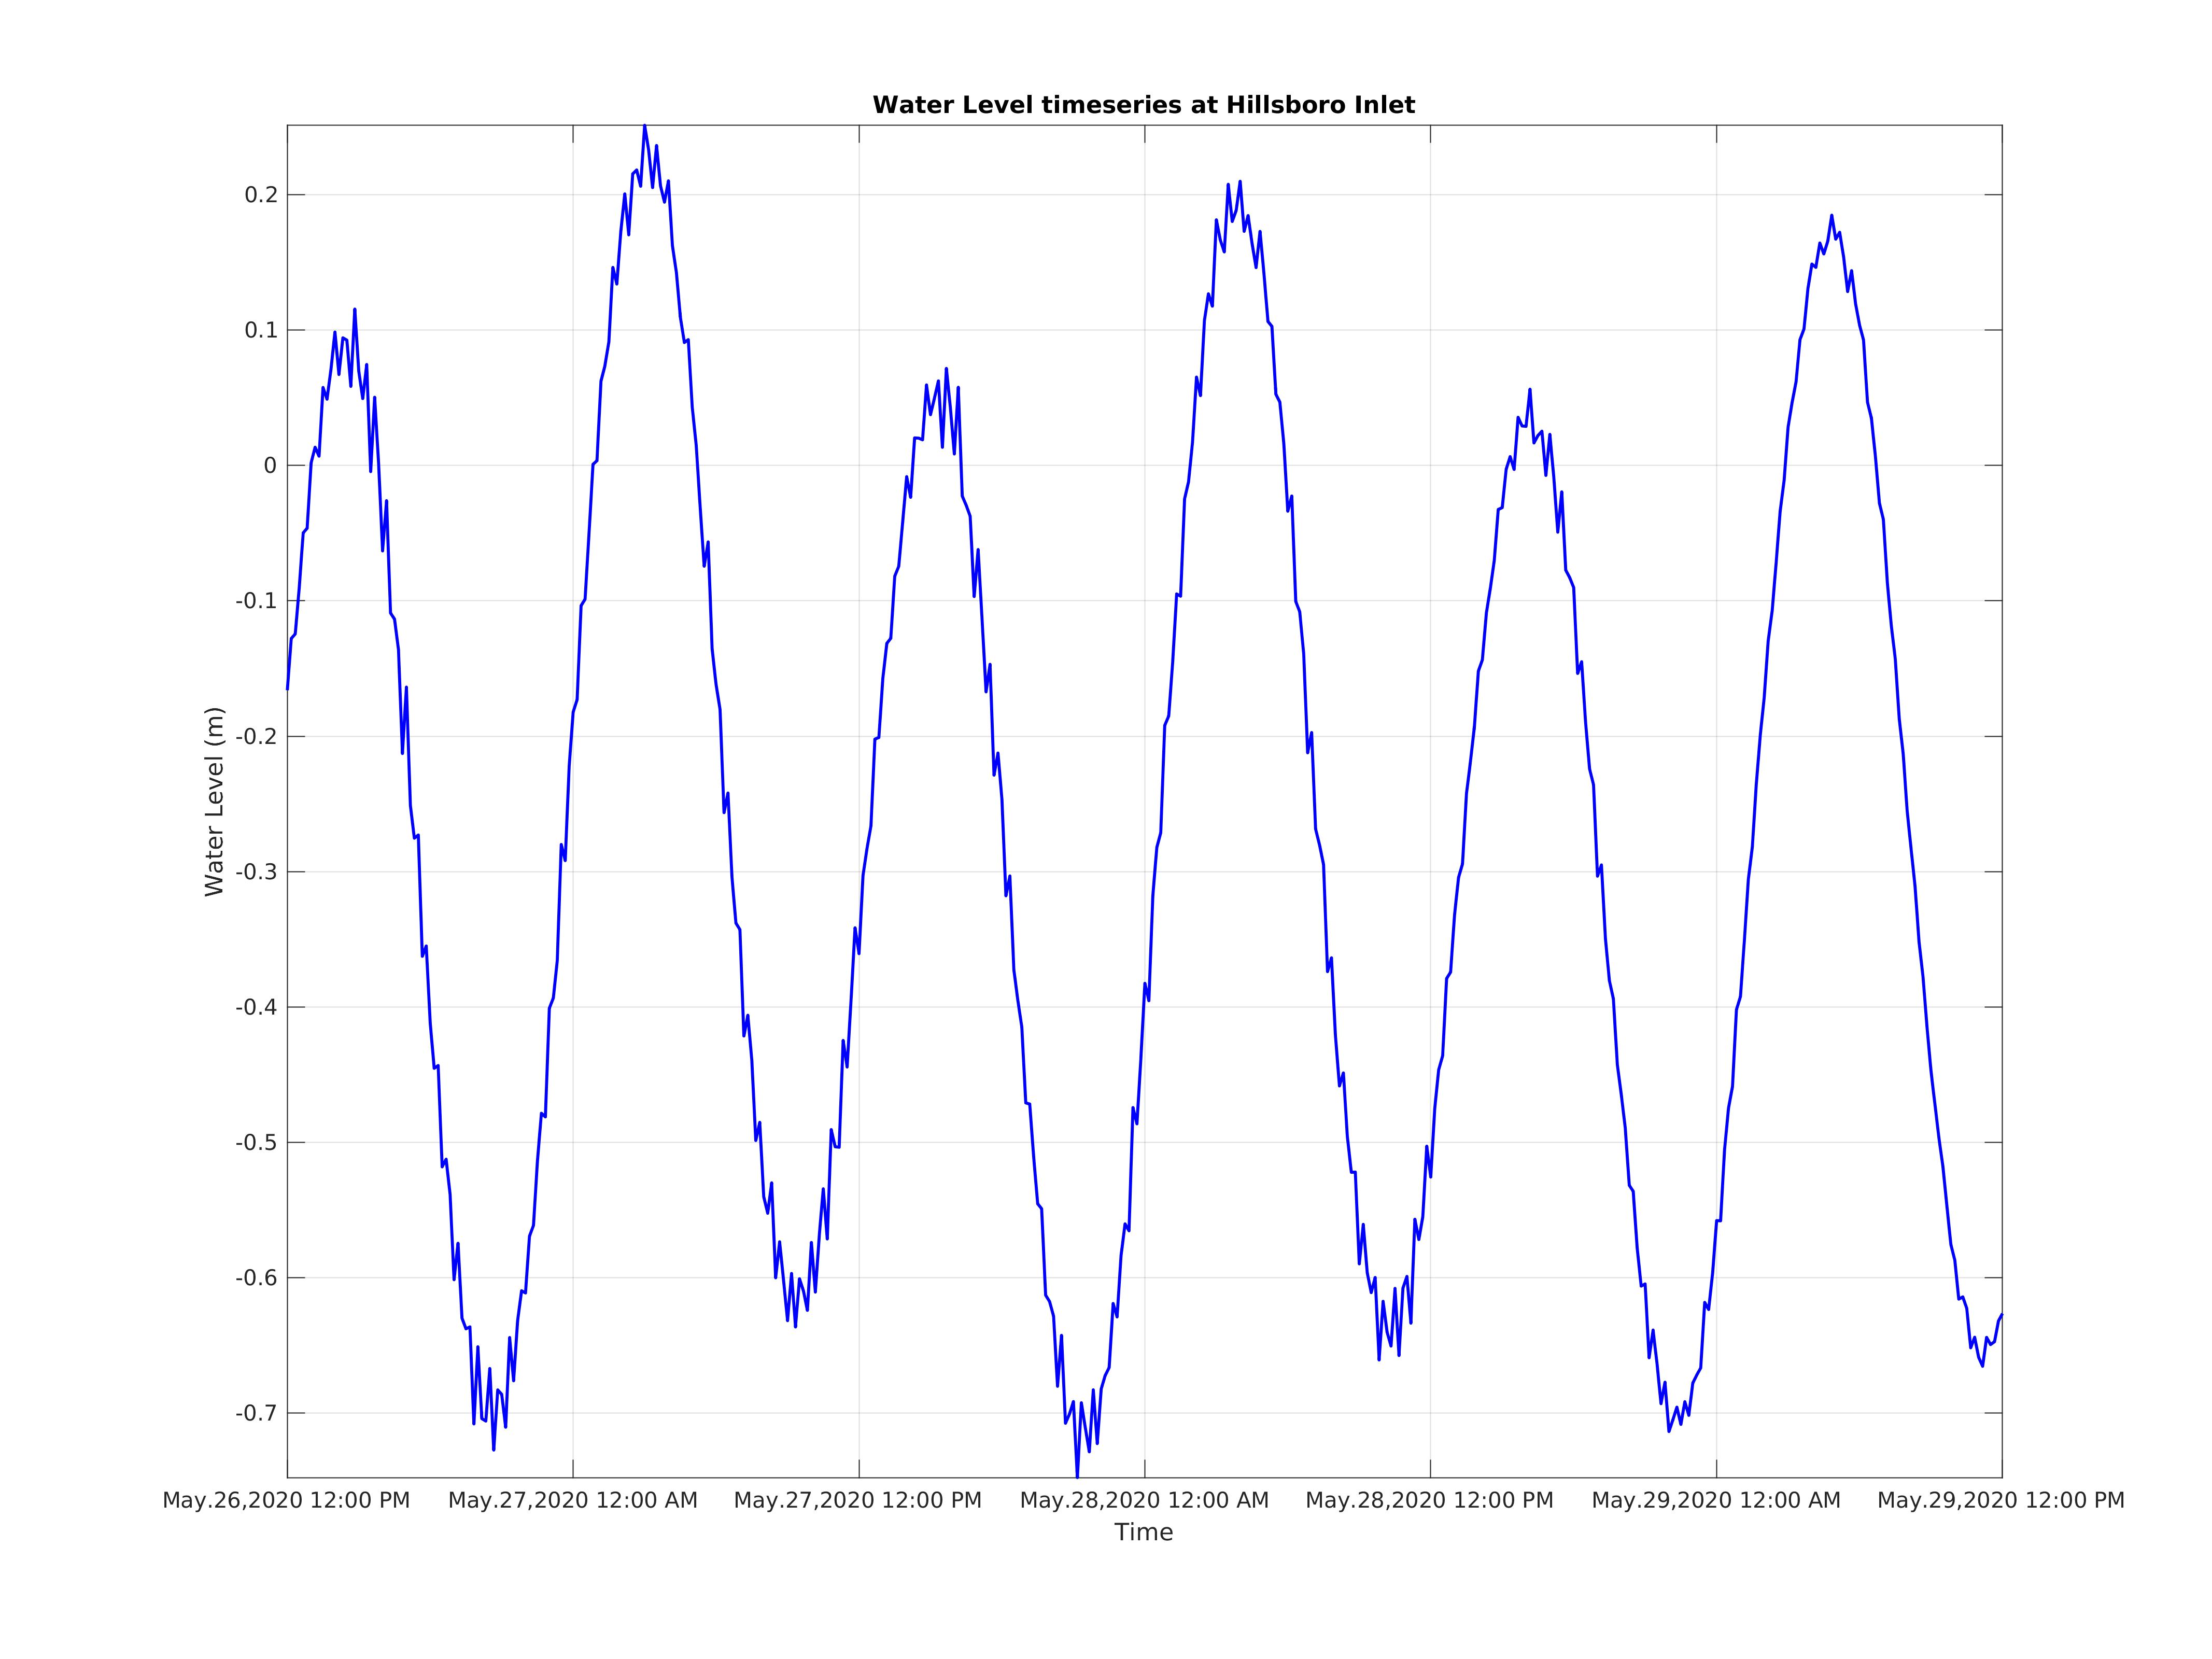 Water Level timeseries at Hillsboro Inlet
0.2
0.1
0
-0.1
-0.2
-0.3
-0.4
-0.5
-0.6
-0.7
Water Level (m)
May.26,2020 12:00 PM
May.27,2020 12:00 AM
May.27,2020 12:00 PM
May.28,2020 12:00 AM
May.28,2020 12:00 PM
May.29,2020 12:00 AM
May.29,2020 12:00 PM
Time